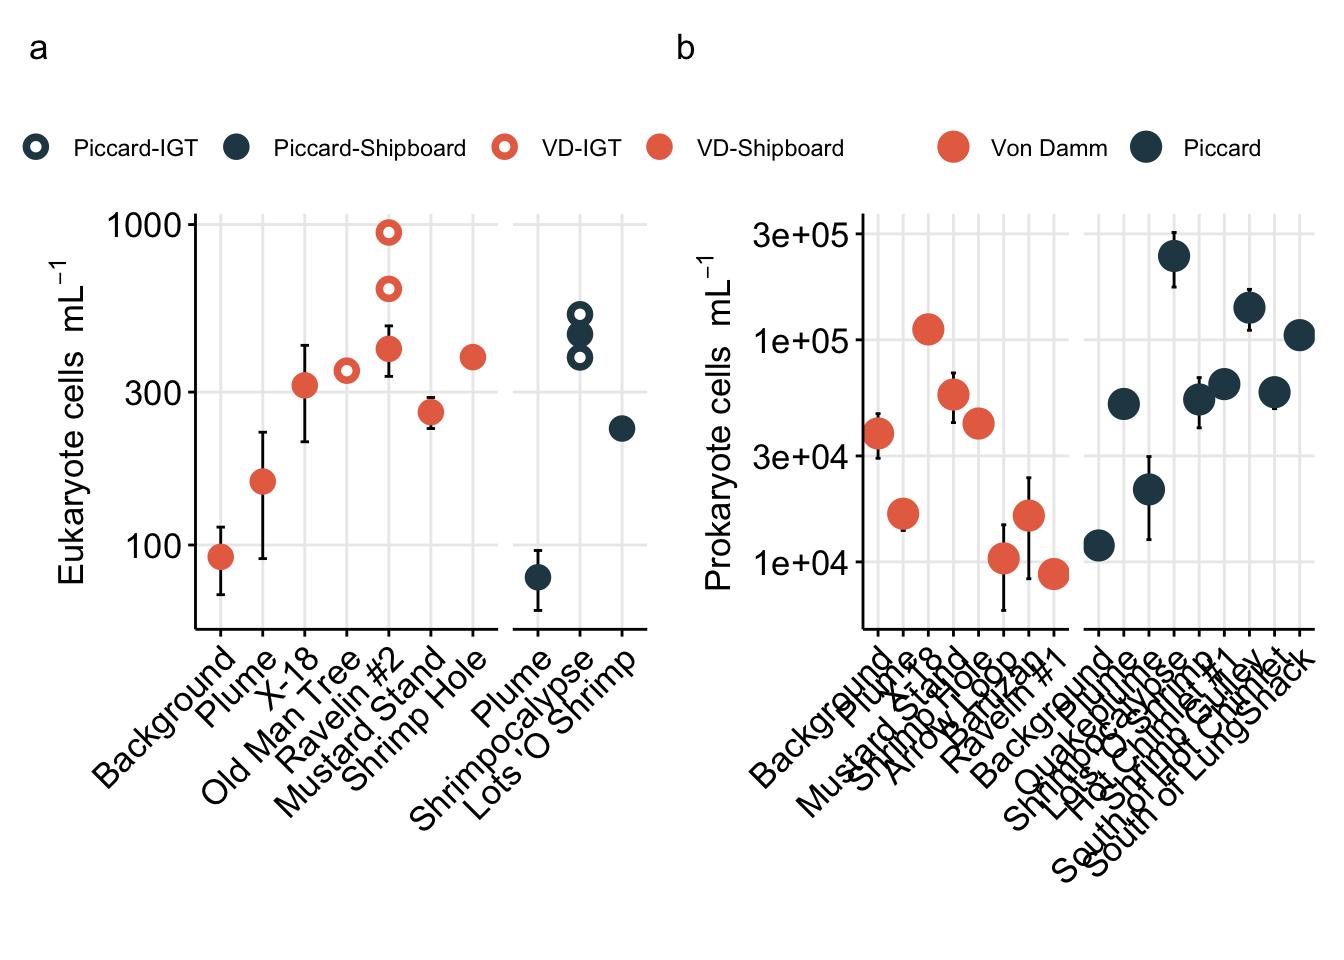 a
b
Piccard-IGT
Piccard-Shipboard
VD-IGT
VD-Shipboard
Von Damm
Piccard
Eukaryote cells mL−1
1000
300
100
Background
Plume
X-18
Old Man Tree
Ravelin #2
Mustard Stand
Shrimp Hole
Plume
Shrimpocalypse
Lots 'O Shrimp
Prokaryote cells mL−1
3e+05
1e+05
3e+04
1e+04
Background
Plume
X-18
Mustard Stand
Shrimp Hole
Arrow Loop
Bartizan
Ravelin #1
Background
Plume
Quakeplume
Shrimpocalypse
Lots 'O Shrimp
Hot Chimlet #1
Shrimp Gulley
South of Hot Chimlet
South of LungSnack